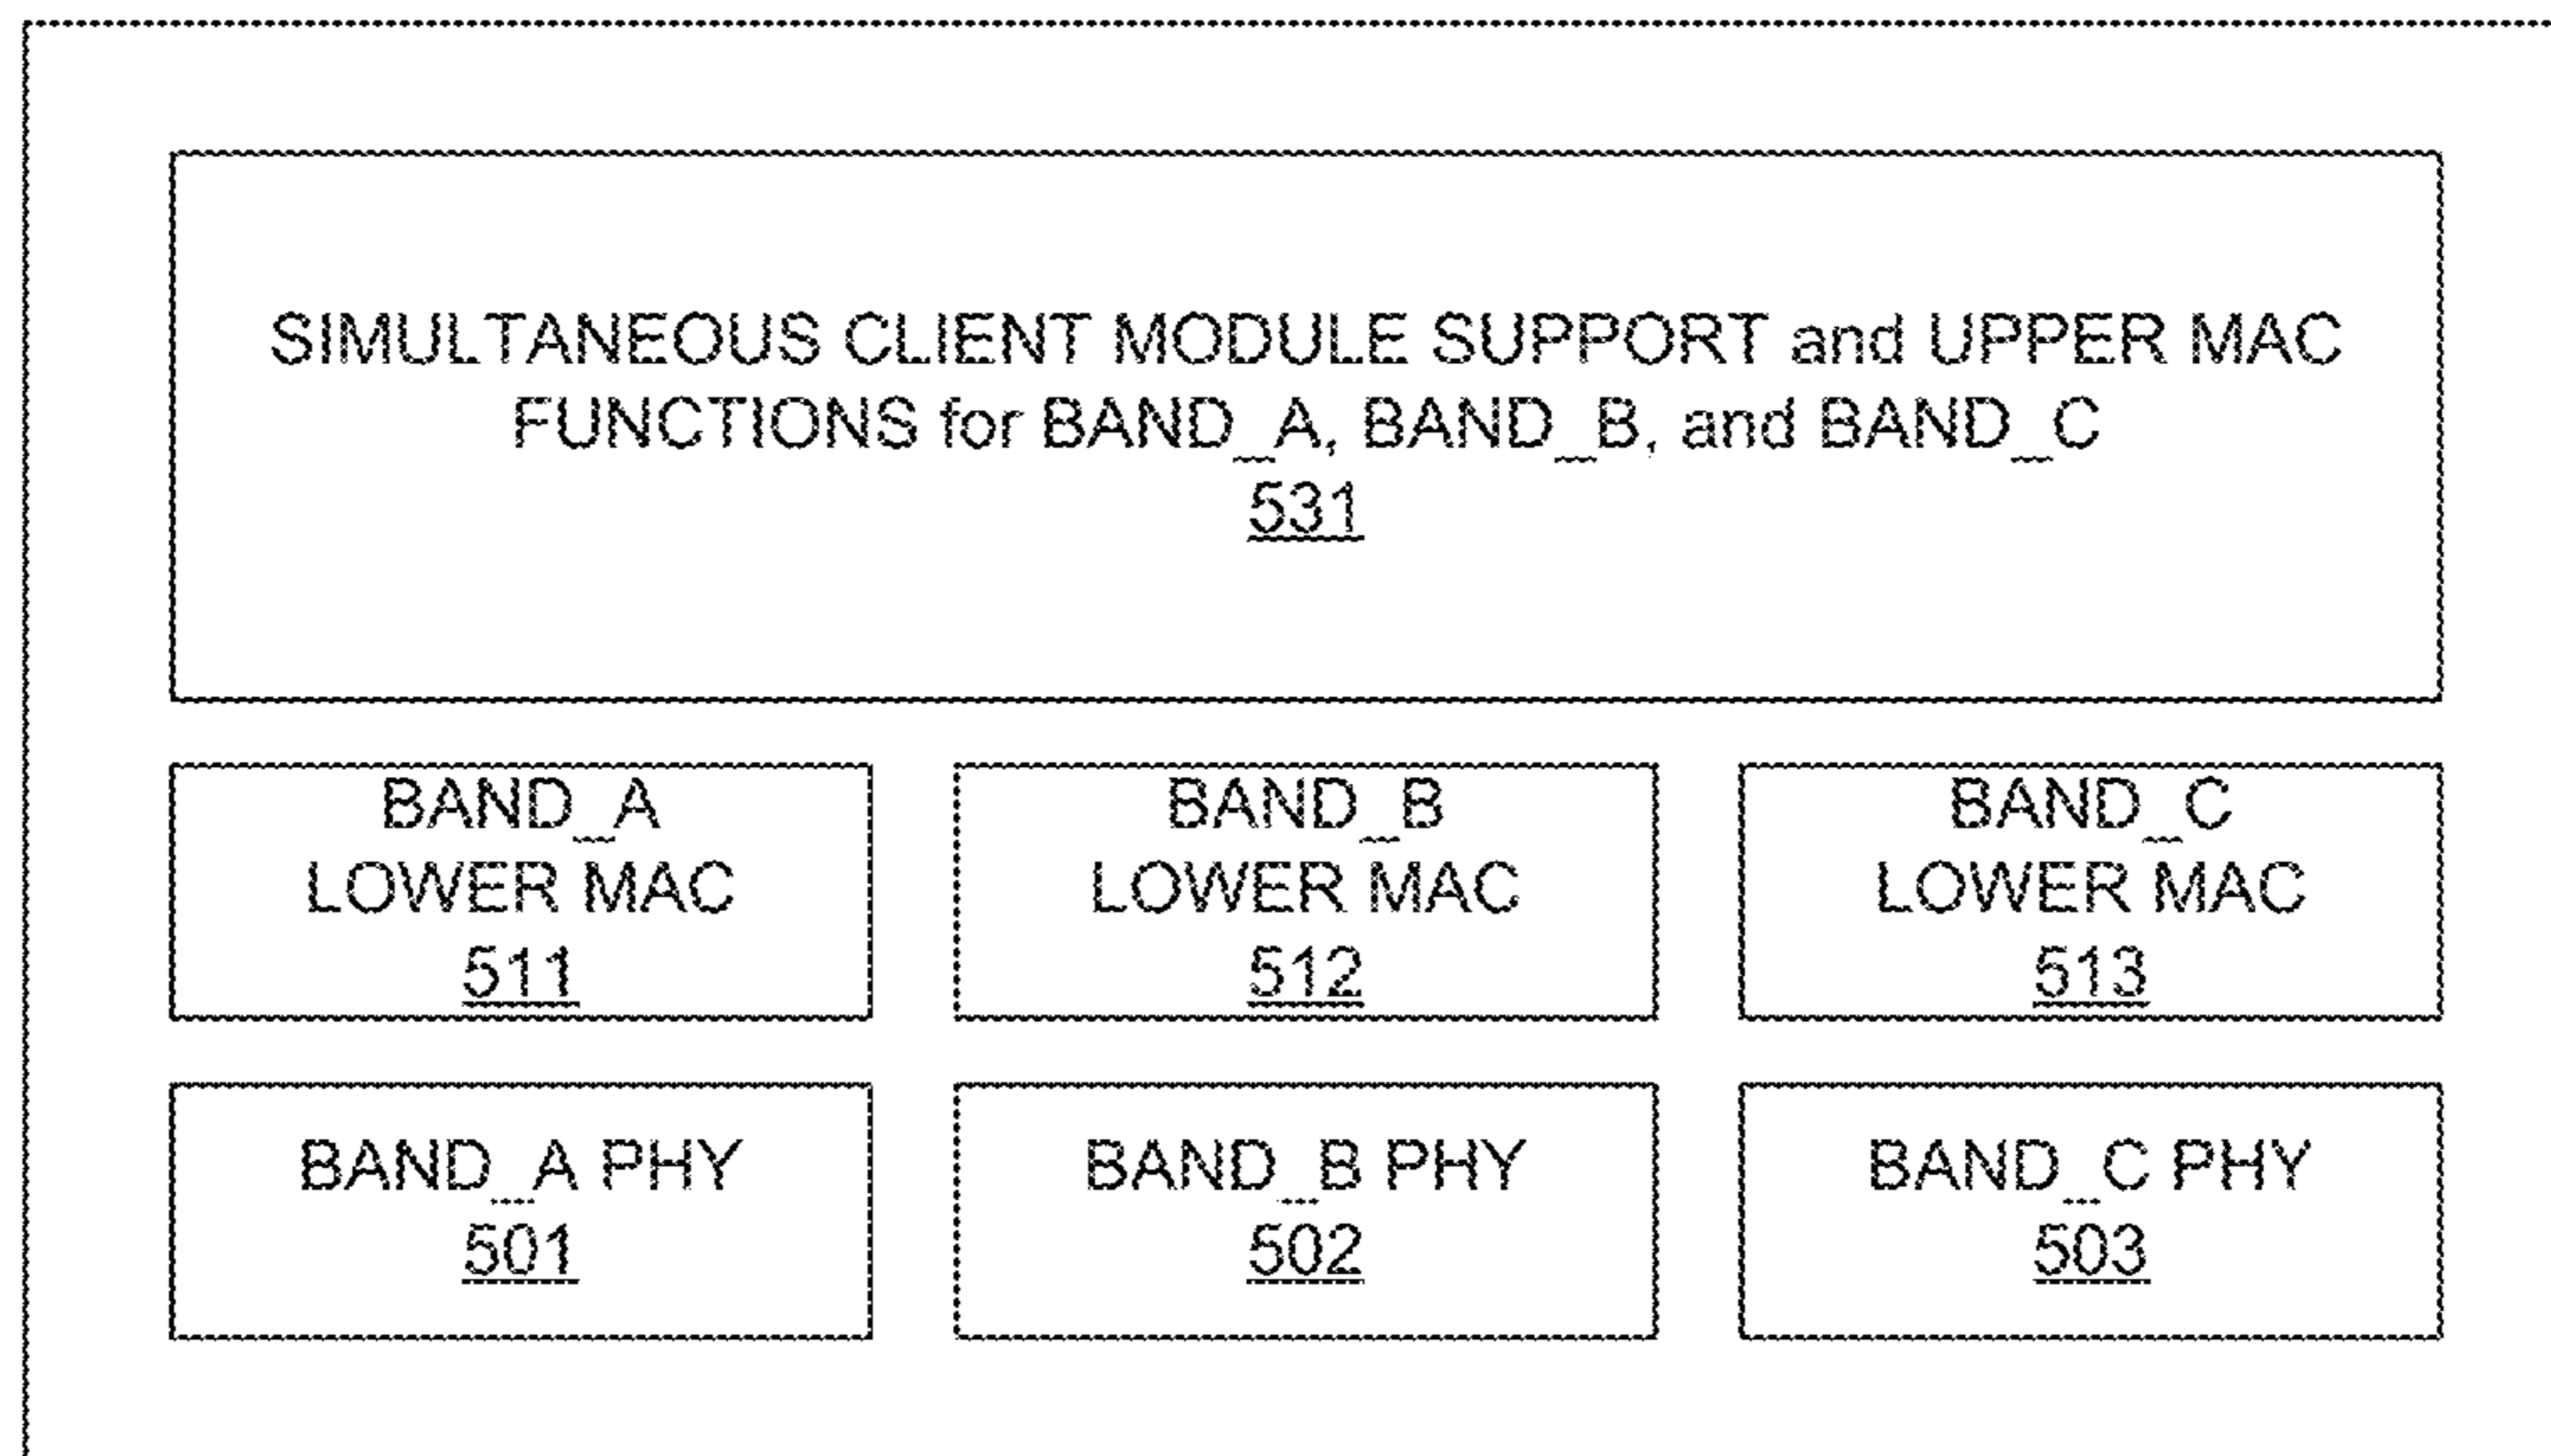 SIMULTANEOUS CLIENT MODULE SUPPORT and UPPER MAC
FUNCTIONS for BAND_A, BAND_B, and BAND_C
531
BAND_A
LOWER MAC
511
BAND_B
LOWER MAC
512
BAND_C
LOWER MAC
513
BAND_A PHY
501
BAND_B PHY
502
BAND_C PHY
503